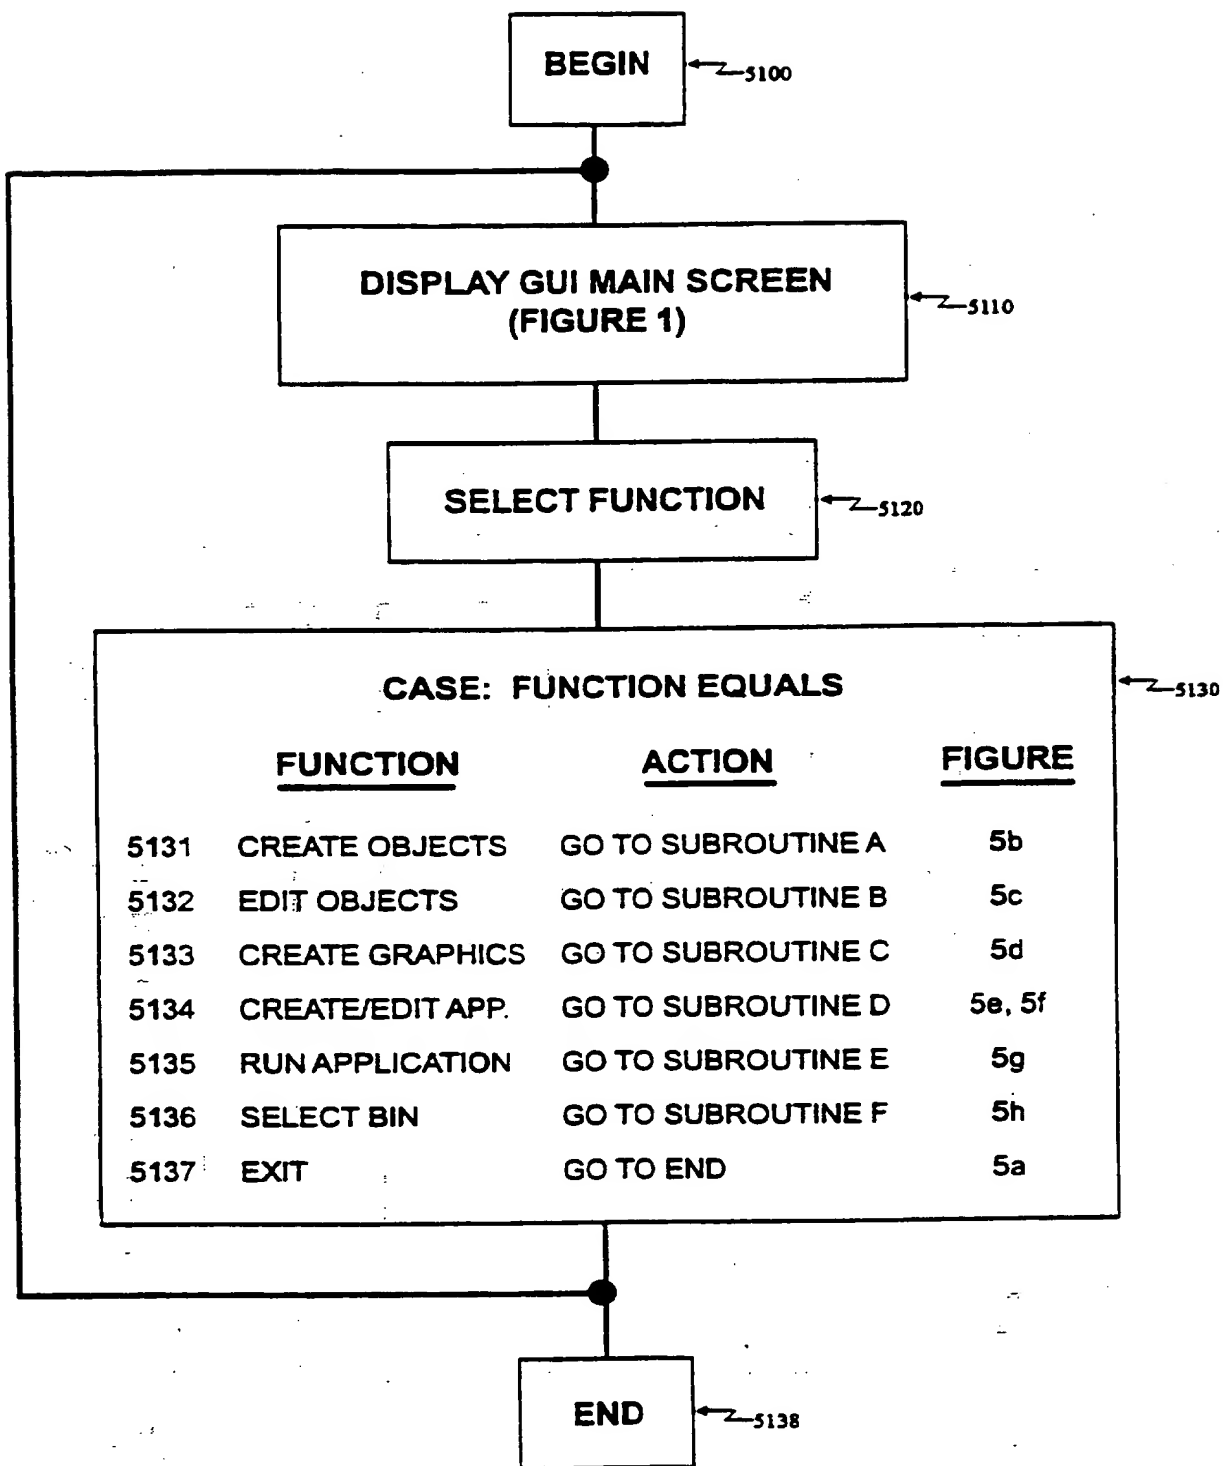 BEGIN
5100
DISPLAY GUI MAIN SCREEN
(FIGURE 1)
5110
SELECT FUNCTION
5120
CASE: FUNCTION EQUALS
5130
FUNCTION ACTION FIGURE
5131 CREATE OBJECTS GO TO SUBROUTINE A 5b
5132 EDIT OBJECTS GO TO SUBROUTINE B 5c
5133 CREATE GRAPHICS GO TO SUBROUTINE C 5d
5134 CREATE/EDIT APP. GO TO SUBROUTINE D 5e, 5f
5135 RUN APPLICATION GO TO SUBROUTINE E 5g
5136 SELECT BIN GO TO SUBROUTINE F 5h
5137 EXIT GO TO END 5a
END
5138